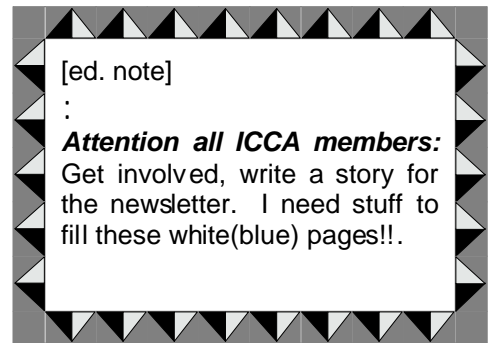 [ed. note]
:
Attention all ICCA members:
Get involved, write a story for
the newsletter. I need stuff to
fill these white(blue) pages!!.